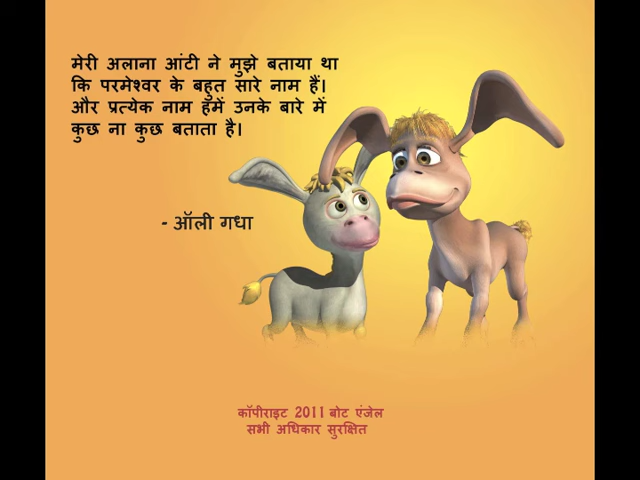 मेरी अलाना आंटी ने मुझे बताया था
कि परमेश्वर के बहुत सारे नाम हैं।
और प्रत्येक नाम हमें उनके बारे में
कुछ ना कुछ बताता है।
- ऑली गधा
कॉपीराइट 2011 बोट एंजेल
सभी अधिकार सुरक्षित